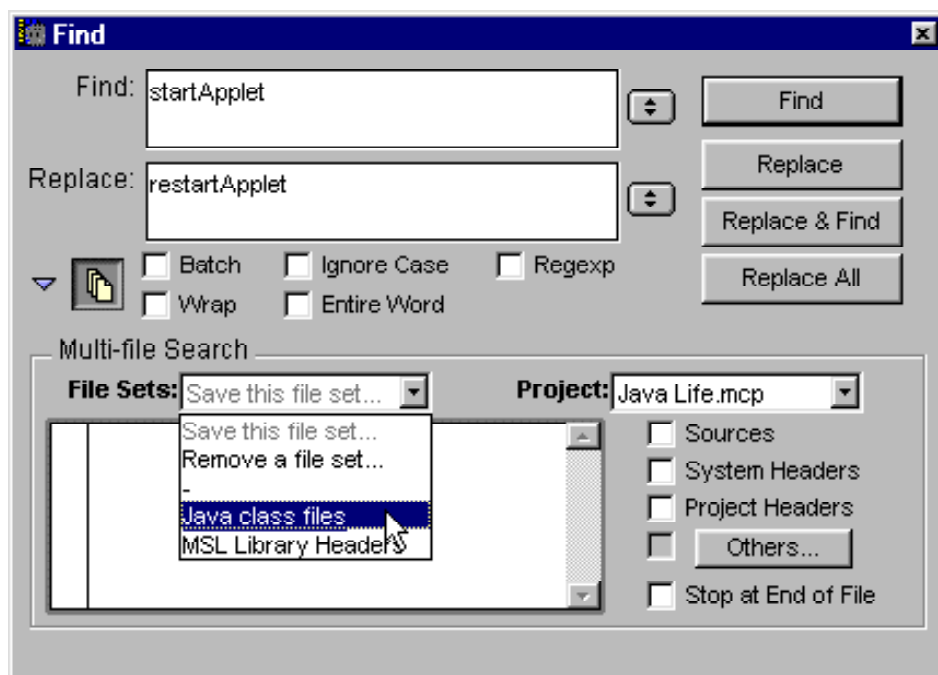 Find
Find: startApplet
Find
Replace
Replace: restartApplet
Replace & Find
Batch Ignore Case Regexp
Replace All
Wrap Entire Word
Multi-file Search
File Sets: Save this file set... Project: Java Life.mcp
Save this file set...
Remove a file set...
-
Java class files
MSL Library Headers
Sources
System Headers
Project Headers
Others...
Stop at End of File